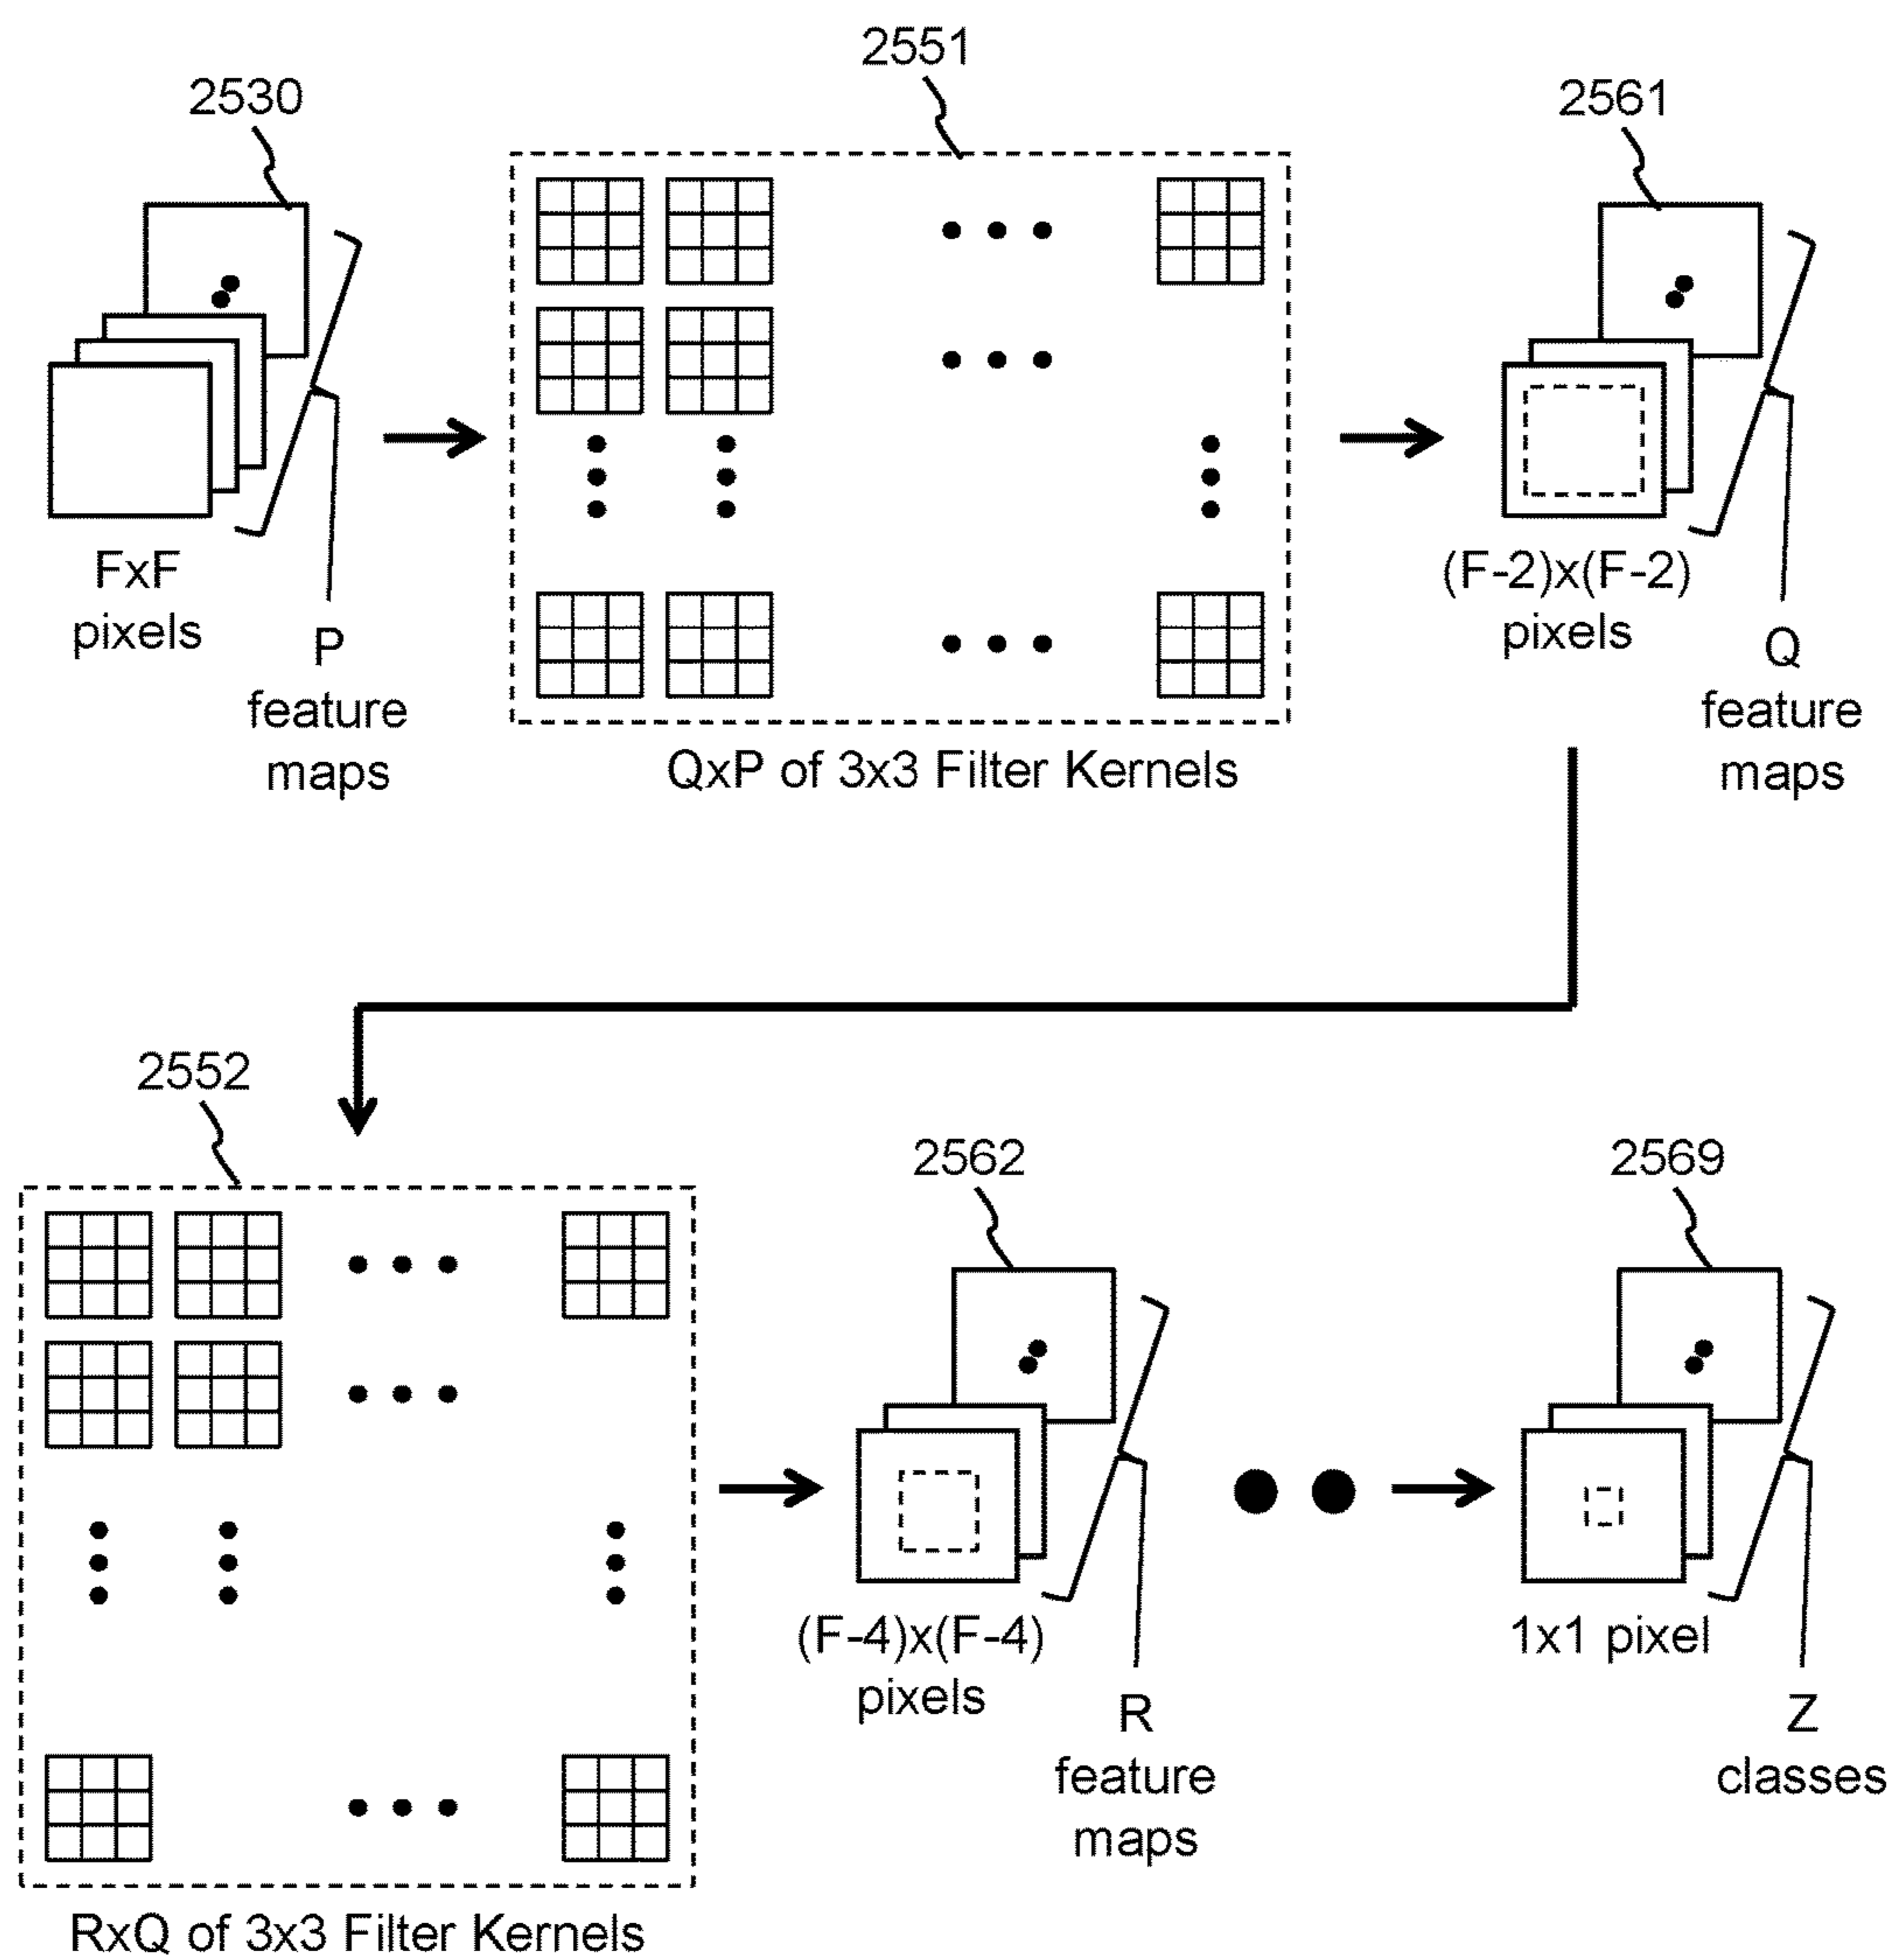 2530
2551
2561
FxF
pixels
P
feature
maps
QxP of 3x3 Filter Kernels
(F-2)x(F-2)
pixels
Q
feature
maps
2552
2562
2569
(F-4)x(F-4)
pixels
R
feature
maps
1x1 pixel
Z
classes
RxQ of 3x3 Filter Kernels